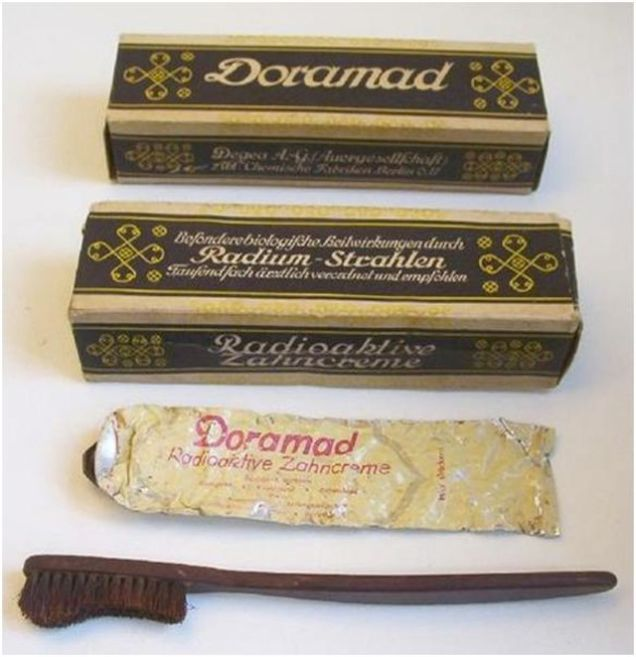 Doramad
Degea A.G. (Auergesellschaft)
Abt. Chemische Fabriken Berlin O.17
Besondere biologische Heilwirkungen durch
Radium-Strahlen
Tausendfach ärztlich verordnet und empfohlen
Radioaktive
Zahncreme
Doramad
Radioaktive Zahncreme